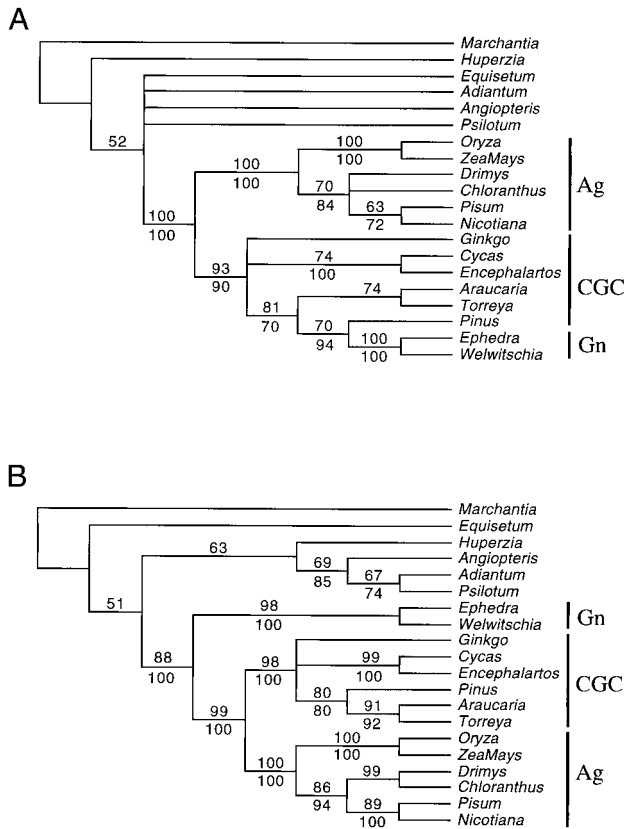 A
Marchantia
Huperzia
Equisetum
Adiantum
Angiopteris
52
Psilotum
100
Oryza
100
100
ZeaMays
100
Drimys
Ag
70
Chloranthus
84
63
Pisum
100
72
Nicotiana
100
Ginkgo
74
Cycas
93
100
Encephalartos
90
74
Araucaria
CGC
81
Torreya
70
70
Pinus
94
100
Ephedra
Gn
100
Welwitschia
B
Marchantia
Equisetum
63
Huperzia
69
Angiopteris
85
67
Adiantum
51
74
Psilotum
98
Ephedra
Gn
100
Welwitschia
88
Ginkgo
100
98
99
Cycas
100
100
Encephalartos
CGC
80
Pinus
99
80
91
Araucaria
100
92
Torreya
100
Oryza
100
100
ZeaMays
100
99
Drimys
Ag
86
Chloranthus
94
89
Pisum
100
Nicotiana